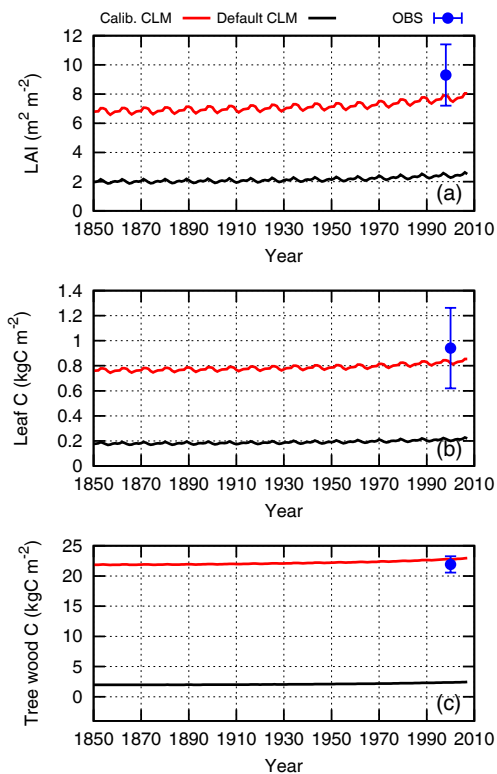 Calib. CLM Default CLM OBS
LAI (m² m⁻²)
12
10
8
6
4
2
0
(a)
1850 1870 1890 1910 1930 1950 1970 1990 2010
Year
Leaf C (kgC m⁻²)
1.4
1.2
1
0.8
0.6
0.4
0.2
0
(b)
1850 1870 1890 1910 1930 1950 1970 1990 2010
Year
Tree wood C (kgC m⁻²)
25
20
15
10
5
0
(c)
1850 1870 1890 1910 1930 1950 1970 1990 2010
Year